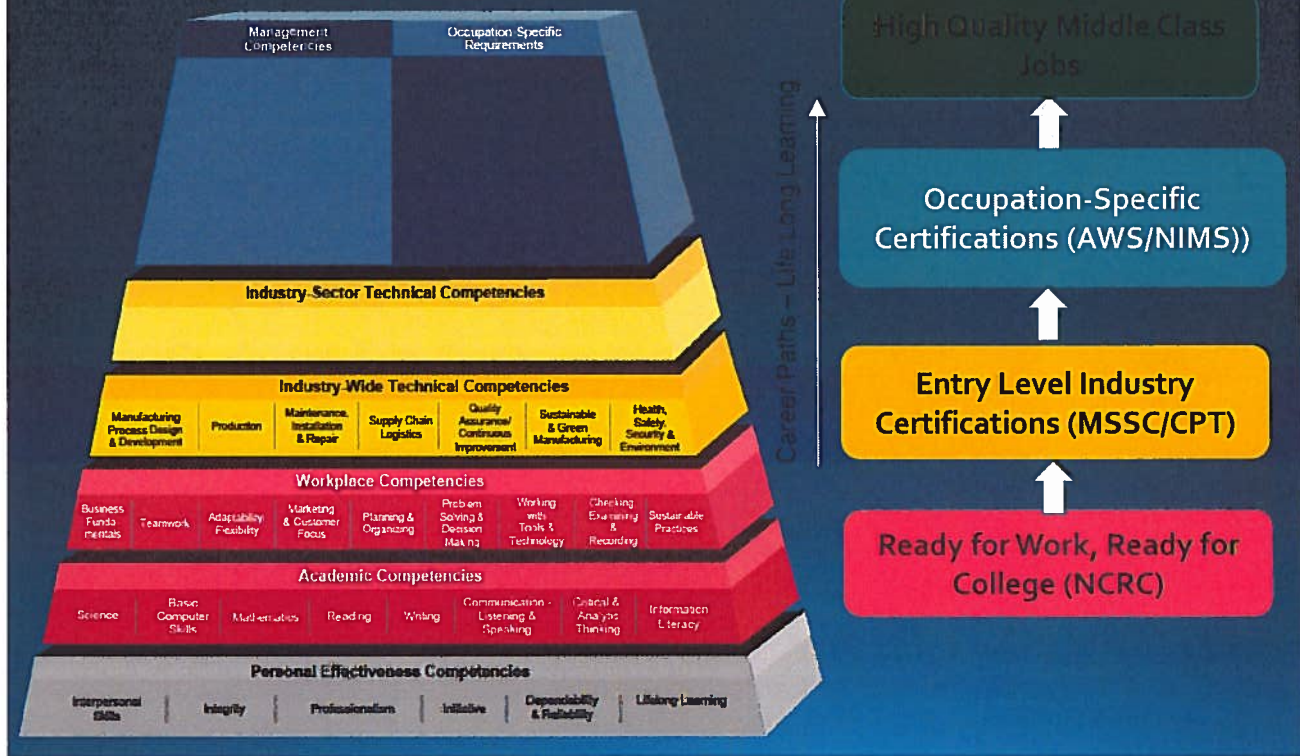 Management
Competencies
Occupation-Specific
Requirements
Industry-Sector Technical Competencies
Industry-Wide Technical Competencies
Manufacturing
Process Design
& Development
Production
Maintenance,
Installation
& Repair
Supply Chain
Logistics
Quality
Assurance/
Continuous
Improvement
Sustainable
& Green
Manufacturing
Health,
Safety,
Security &
Environment
Workplace Competencies
Business
Funda-
mentals
Teamwork
Adaptability/
Flexibility
Marketing
& Customer
Focus
Planning &
Organizing
Problem
Solving &
Decision
Making
Working
with
Tools &
Technology
Checking,
Examining
&
Recording
Sustainable
Practices
Academic Competencies
Science
Basic
Computer
Skills
Mathematics
Reading
Writing
Communication -
Listening &
Speaking
Critical &
Analytic
Thinking
Information
Literacy
Personal Effectiveness Competencies
Interpersonal
Skills
Integrity
Professionalism
Initiative
Dependability
& Reliability
Lifelong Learning
Career Paths – Life Long Learning
High Quality Middle Class
Jobs
Occupation-Specific
Certifications (AWS/NIMS))
Entry Level Industry
Certifications (MSSC/CPT)
Ready for Work, Ready for
College (NCRC)